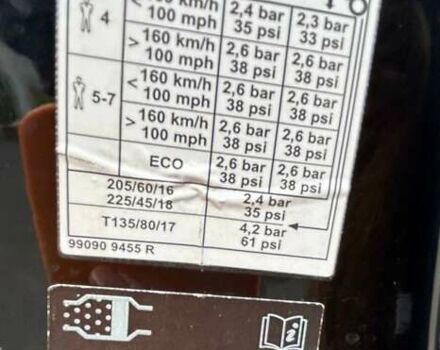 < 160 km/h 2,4 bar 2,3 bar
4 100 mph 35 psi 33 psi
> 160 km/h 2,6 bar 2,6 bar
100 mph 38 psi 38 psi
< 160 km/h 2,6 bar 2,6 bar
5-7 100 mph 38 psi 38 psi
> 160 km/h 2,6 bar 2,6 bar
100 mph 38 psi 38 psi
ECO 2,6 bar 2,6 bar
38 psi 38 psi
205/60/16 2,4 bar
225/45/18 35 psi
T135/80/17 4,2 bar
99090 9455 R 61 psi
i